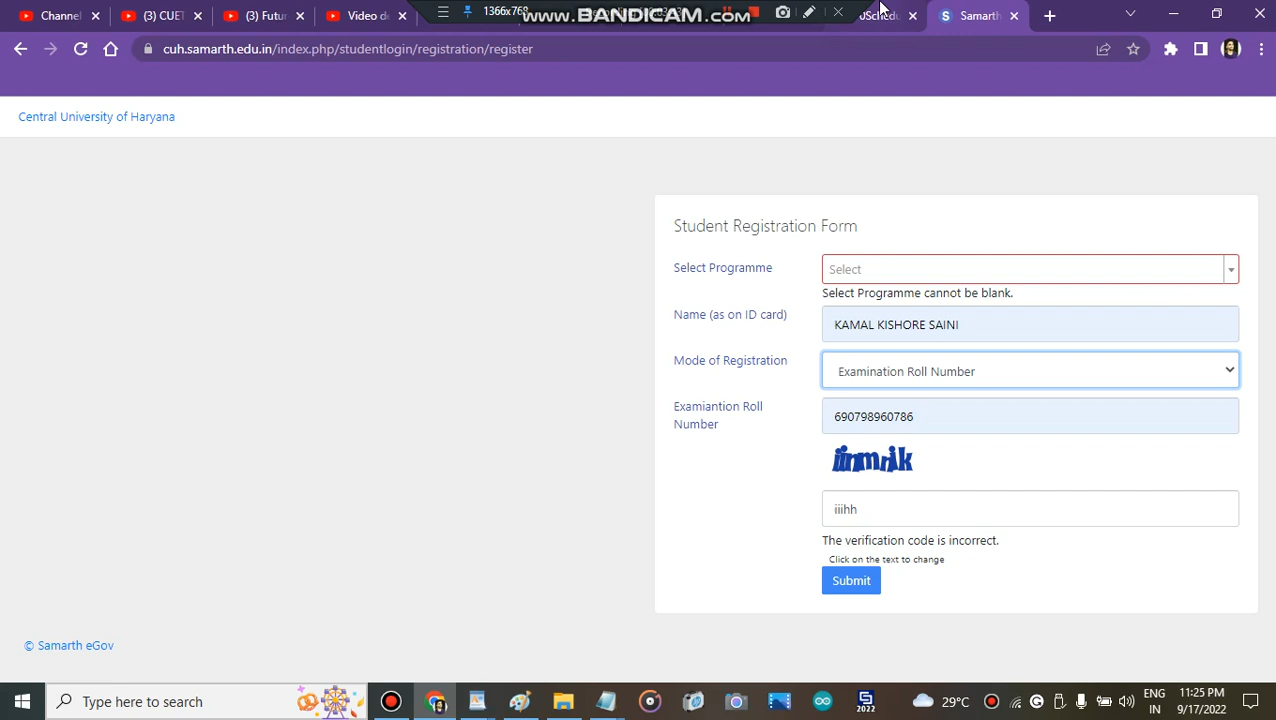 Channel
(3) CUET
(3) Futur
Video de
1366x768
www.BANDICAM.com
Samarth
cuh.samarth.edu.in/index.php/studentlogin/registration/register
Central University of Haryana
Student Registration Form
Select Programme
Select
Select Programme cannot be blank.
Name (as on ID card)
KAMAL KISHORE SAINI
Mode of Registration
Examination Roll Number
Examiantion Roll
Number
690798960786
iiihh
The verification code is incorrect.
Click on the text to change
Submit
© Samarth eGov
Type here to search
2022
29°C
ENG
IN
11:25 PM
9/17/2022